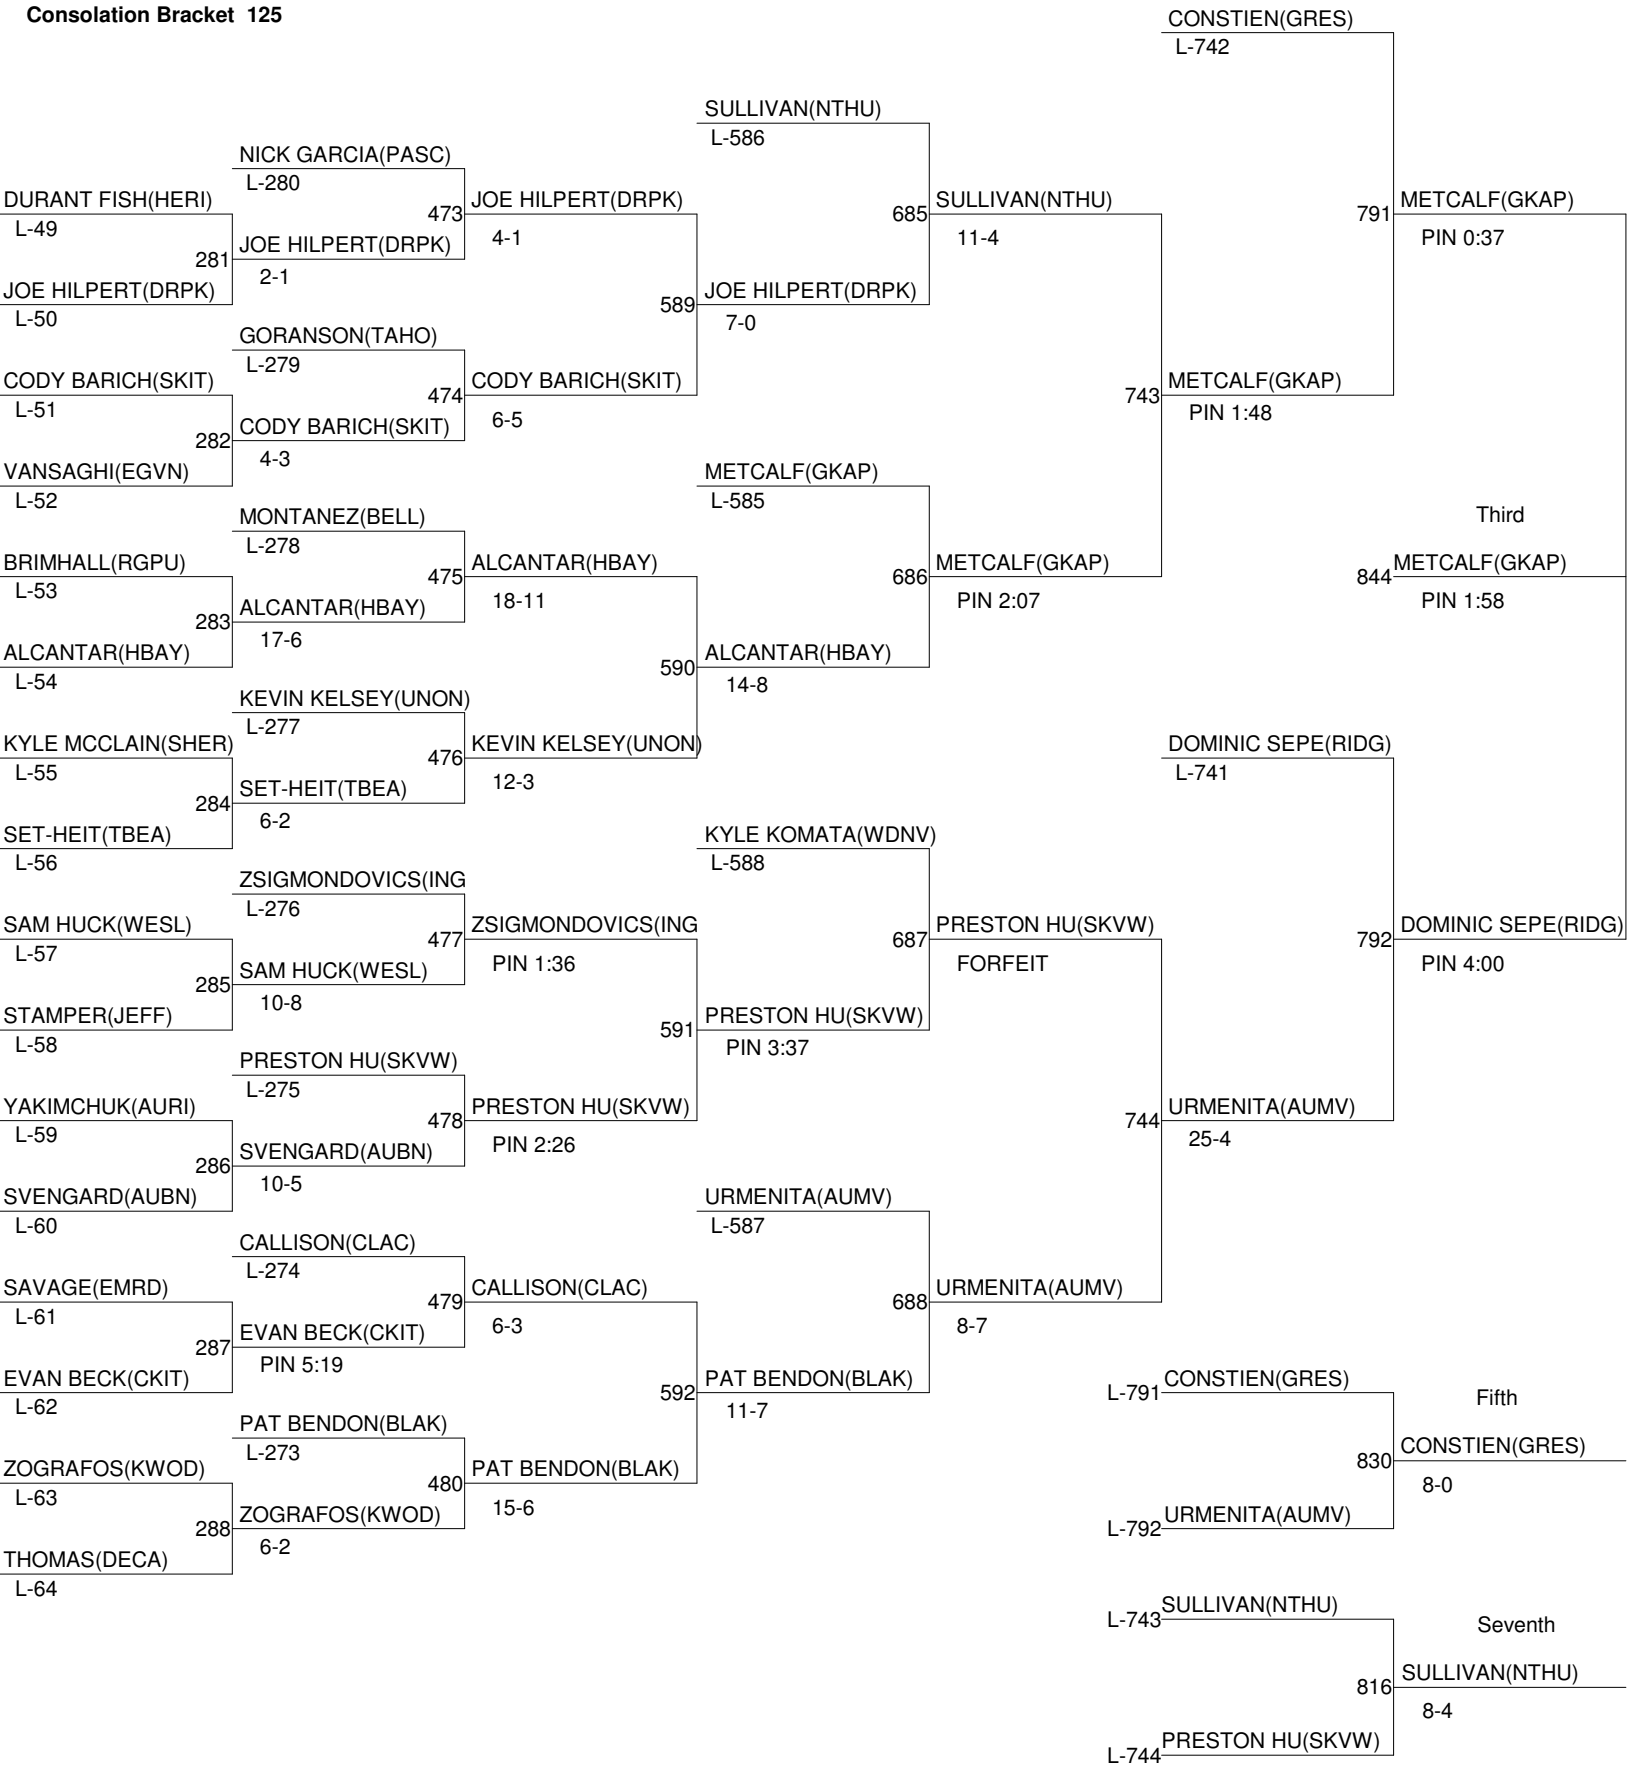 Consolation Bracket 125
DURANT FISH(HERI)
L-49
JOE HILPERT(DRPK)
L-50
CODY BARICH(SKIT)
L-51
VANSAGHI(EGVN)
L-52
BRIMHALL(RGPU)
L-53
ALCANTAR(HBAY)
L-54
KYLE MCCLAIN(SHER)
L-55
SET-HEIT(TBEA)
L-56
SAM HUCK(WESL)
L-57
STAMPER(JEFF)
L-58
YAKIMCHUK(AURI)
L-59
SVENGARD(AUBN)
L-60
SAVAGE(EMRD)
L-61
EVAN BECK(CKIT)
L-62
ZOGRAFOS(KWOD)
L-63
THOMAS(DECA)
L-64
NICK GARCIA(PASC)
L-280
281
JOE HILPERT(DRPK)
2-1
GORANSON(TAHO)
L-279
282
CODY BARICH(SKIT)
4-3
MONTANEZ(BELL)
L-278
283
ALCANTAR(HBAY)
17-6
KEVIN KELSEY(UNON)
L-277
284
SET-HEIT(TBEA)
6-2
ZSIGMONDOVICS(ING
L-276
285
SAM HUCK(WESL)
10-8
PRESTON HU(SKVW)
L-275
286
SVENGARD(AUBN)
10-5
CALLISON(CLAC)
L-274
287
EVAN BECK(CKIT)
PIN 5:19
PAT BENDON(BLAK)
L-273
288
ZOGRAFOS(KWOD)
6-2
473
JOE HILPERT(DRPK)
4-1
474
CODY BARICH(SKIT)
6-5
475
ALCANTAR(HBAY)
18-11
476
KEVIN KELSEY(UNON)
12-3
477
ZSIGMONDOVICS(ING
PIN 1:36
478
PRESTON HU(SKVW)
PIN 2:26
479
CALLISON(CLAC)
6-3
480
PAT BENDON(BLAK)
15-6
SULLIVAN(NTHU)
L-586
589
JOE HILPERT(DRPK)
7-0
METCALF(GKAP)
L-585
590
ALCANTAR(HBAY)
14-8
KYLE KOMATA(WDNV)
L-588
591
PRESTON HU(SKVW)
PIN 3:37
URMENITA(AUMV)
L-587
592
PAT BENDON(BLAK)
11-7
685
SULLIVAN(NTHU)
11-4
686
METCALF(GKAP)
PIN 2:07
687
PRESTON HU(SKVW)
FORFEIT
688
URMENITA(AUMV)
8-7
CONSTIEN(GRES)
L-742
743
METCALF(GKAP)
PIN 1:48
DOMINIC SEPE(RIDG)
L-741
744
URMENITA(AUMV)
25-4
791
METCALF(GKAP)
PIN 0:37
Third
844
METCALF(GKAP)
PIN 1:58
792
DOMINIC SEPE(RIDG)
PIN 4:00
L-791
CONSTIEN(GRES)
Fifth
830
CONSTIEN(GRES)
8-0
L-792
URMENITA(AUMV)
L-743
SULLIVAN(NTHU)
Seventh
816
SULLIVAN(NTHU)
8-4
L-744
PRESTON HU(SKVW)